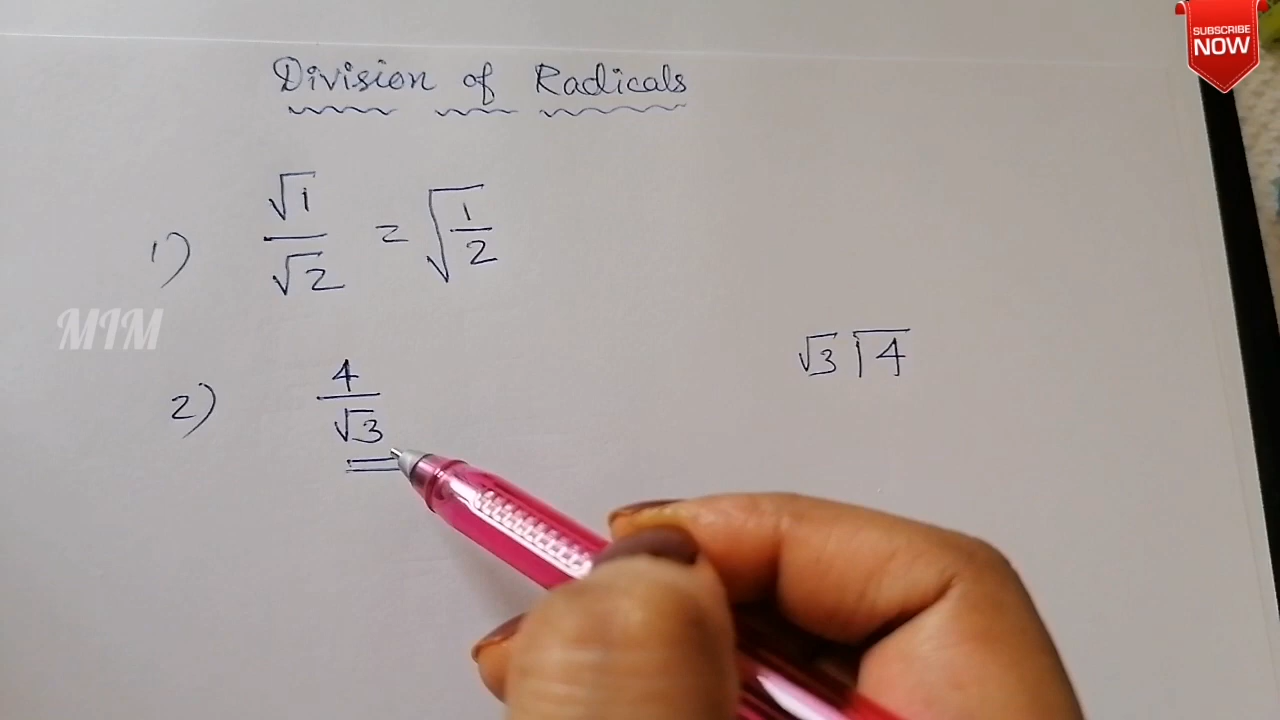 SUBSCRIBE
NOW
Division of Radicals
1) √1/√2 = √(1/2)
MIM
√3 |4
2) 4/√3